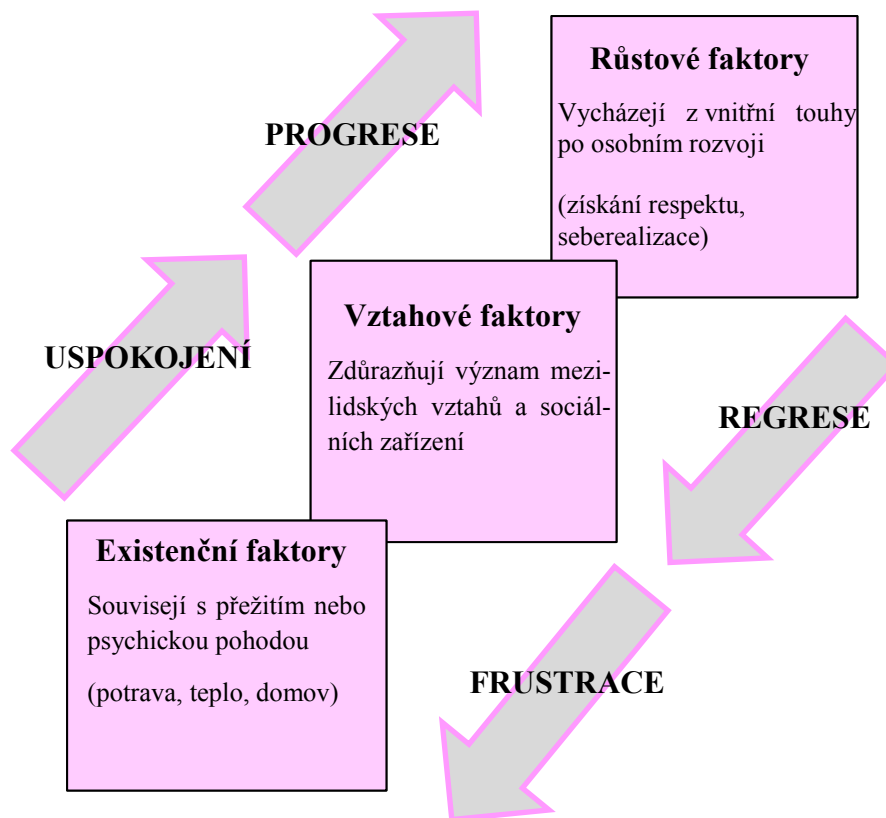 Růstové faktory
Vycházejí z vnitřní touhy
po osobním rozvoji
(získání respektu,
seberealizace)
PROGRESE
Vztahové faktory
Zdůrazňují význam mezi-
lidských vztahů a sociál-
ních zařízení
USPOKOJENÍ
REGRESE
Existenční faktory
Souvisejí s přežitím nebo
psychickou pohodou
(potrava, teplo, domov)
FRUSTRACE